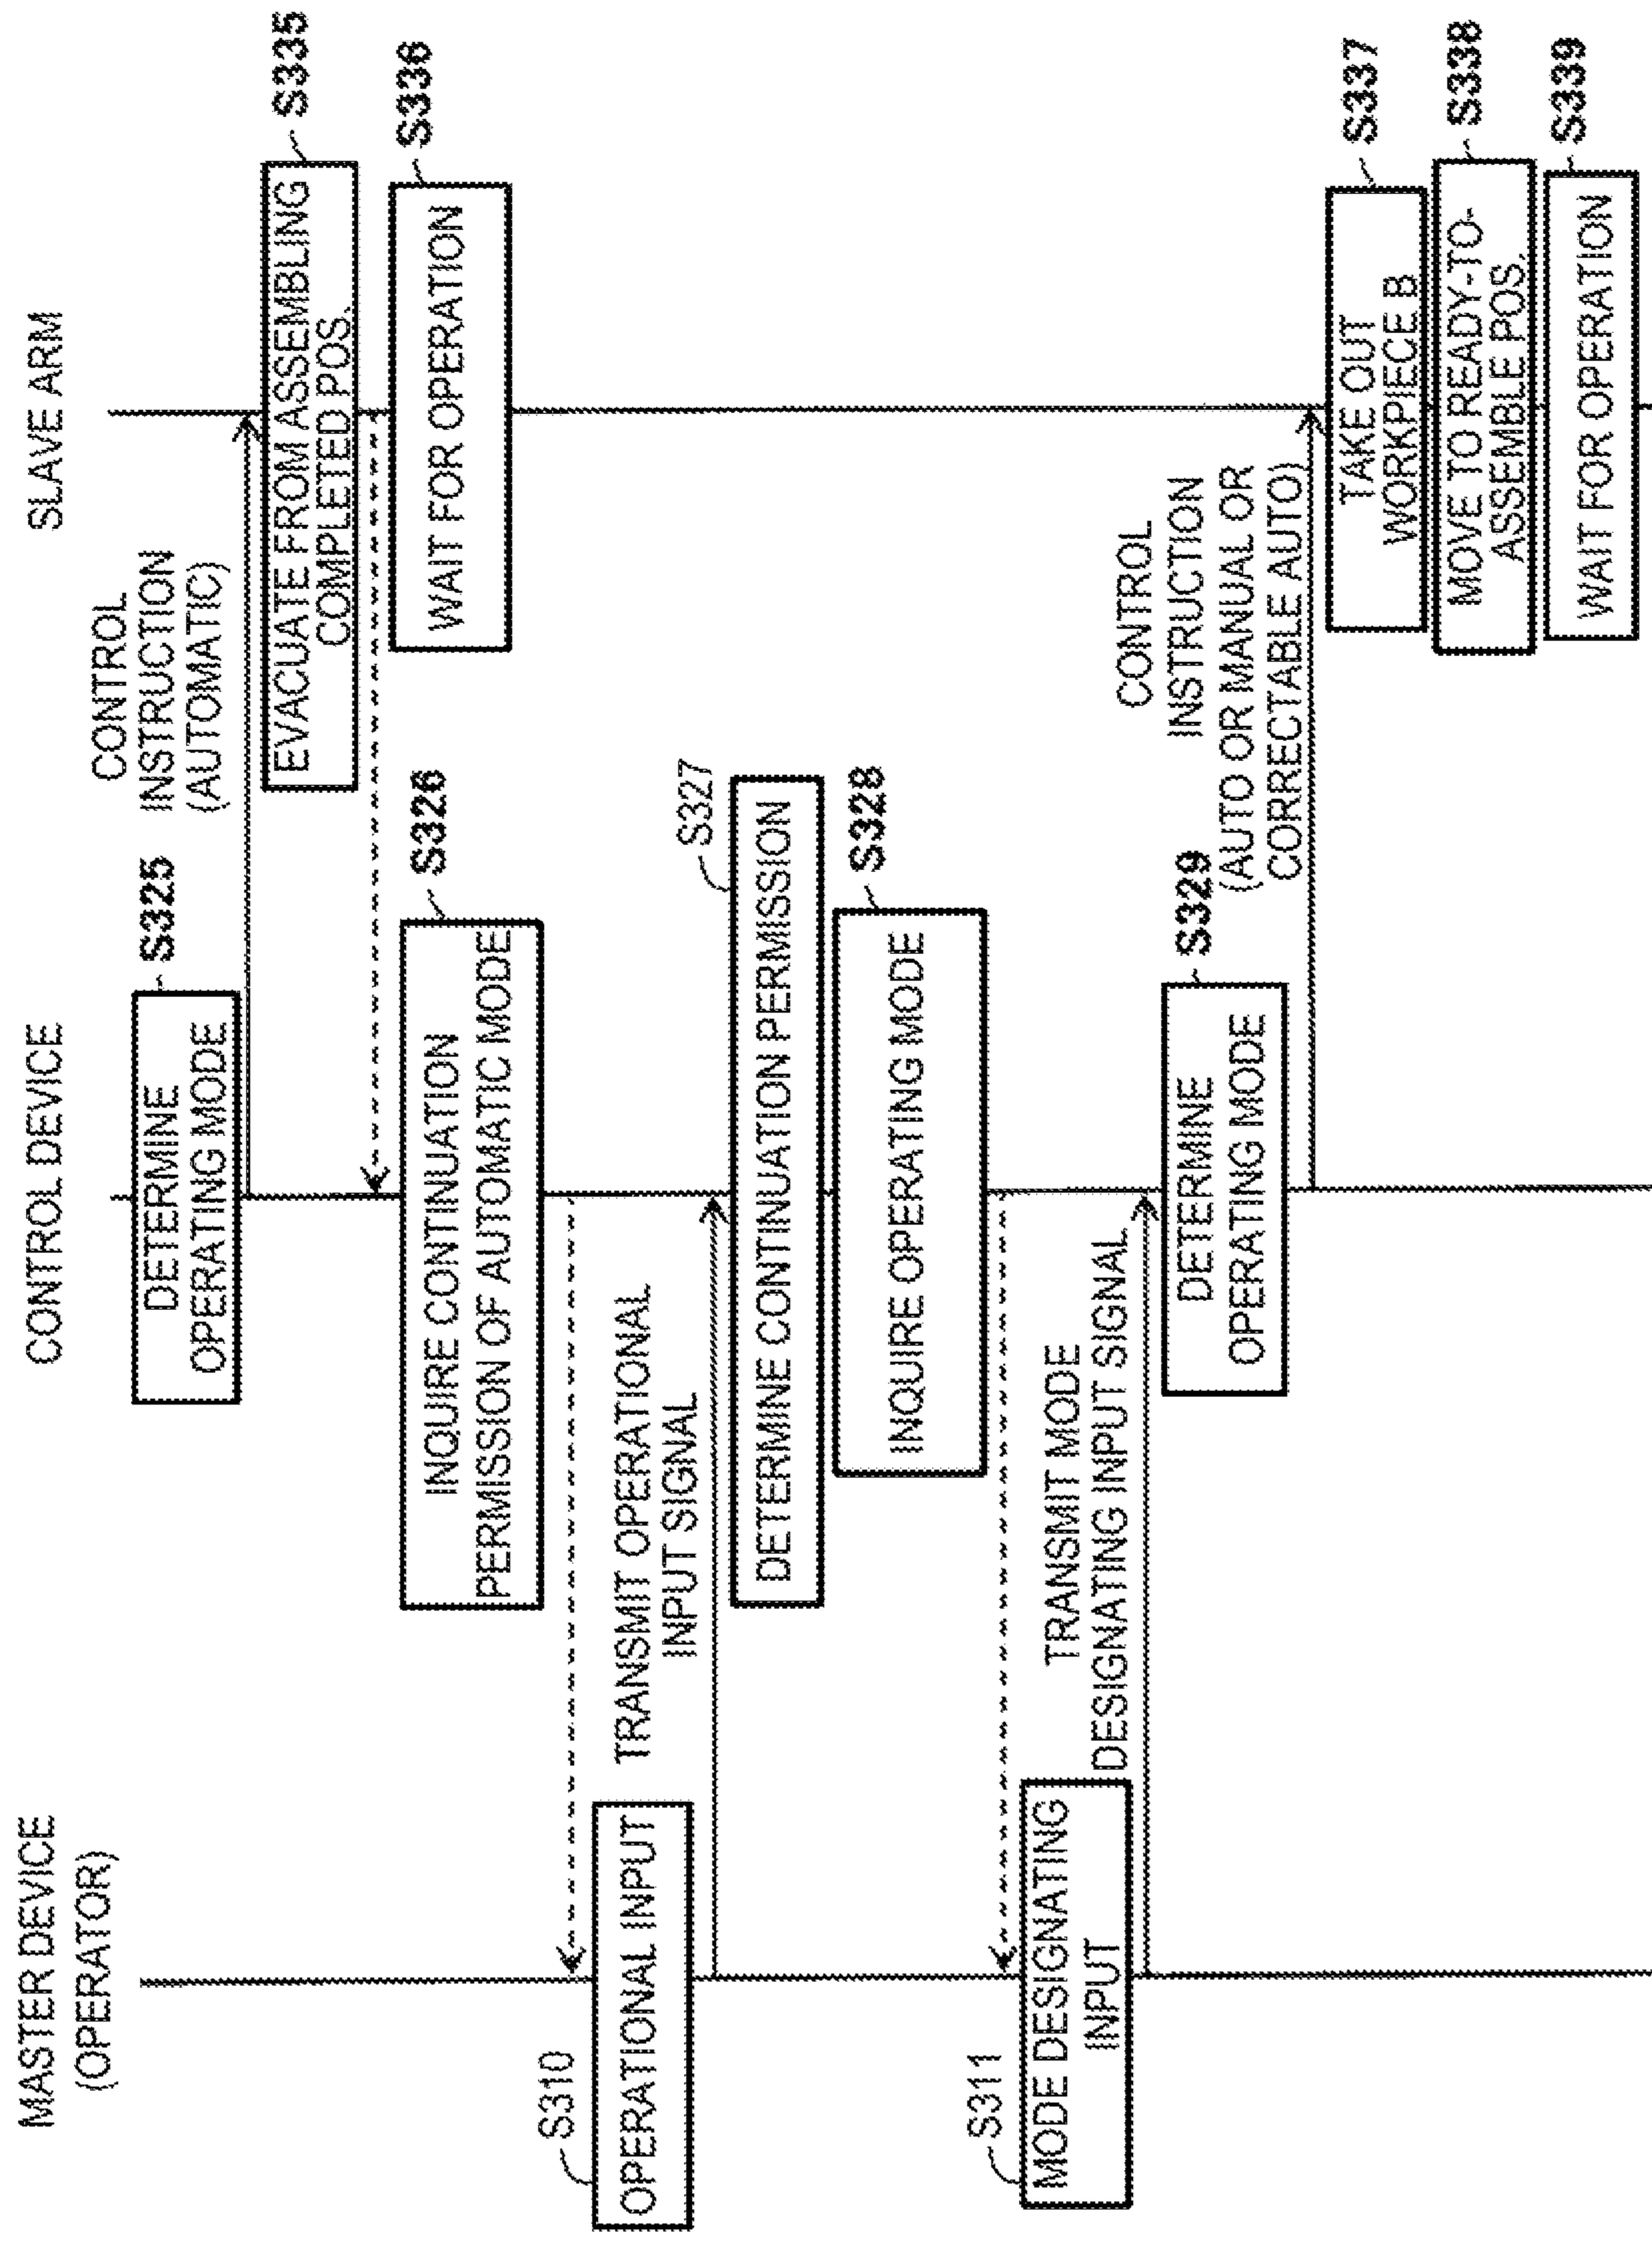 MASTER DEVICE
(OPERATOR)
CONTROL DEVICE
SLAVE ARM
DETERMINE
OPERATING MODE
S325
CONTROL
INSTRUCTION
(AUTOMATIC)
EVACUATE FROM ASSEMBLING
COMPLETED POS.
S335
WAIT FOR OPERATION
S336
INQUIRE CONTINUATION
PERMISSION OF AUTOMATIC MODE
S326
S310
OPERATIONAL INPUT
TRANSMIT OPERATIONAL
INPUT SIGNAL
S327
DETERMINE CONTINUATION PERMISSION
INQUIRE OPERATING MODE
S328
S311
MODE DESIGNATING
INPUT
TRANSMIT MODE
DESIGNATING INPUT SIGNAL
DETERMINE
OPERATING MODE
S329
CONTROL
INSTRUCTION
(AUTO OR MANUAL OR
CORRECTABLE AUTO)
TAKE OUT
WORKPIECE B
S337
MOVE TO READY-TO-
ASSEMBLE POS.
S338
WAIT FOR OPERATION
S339